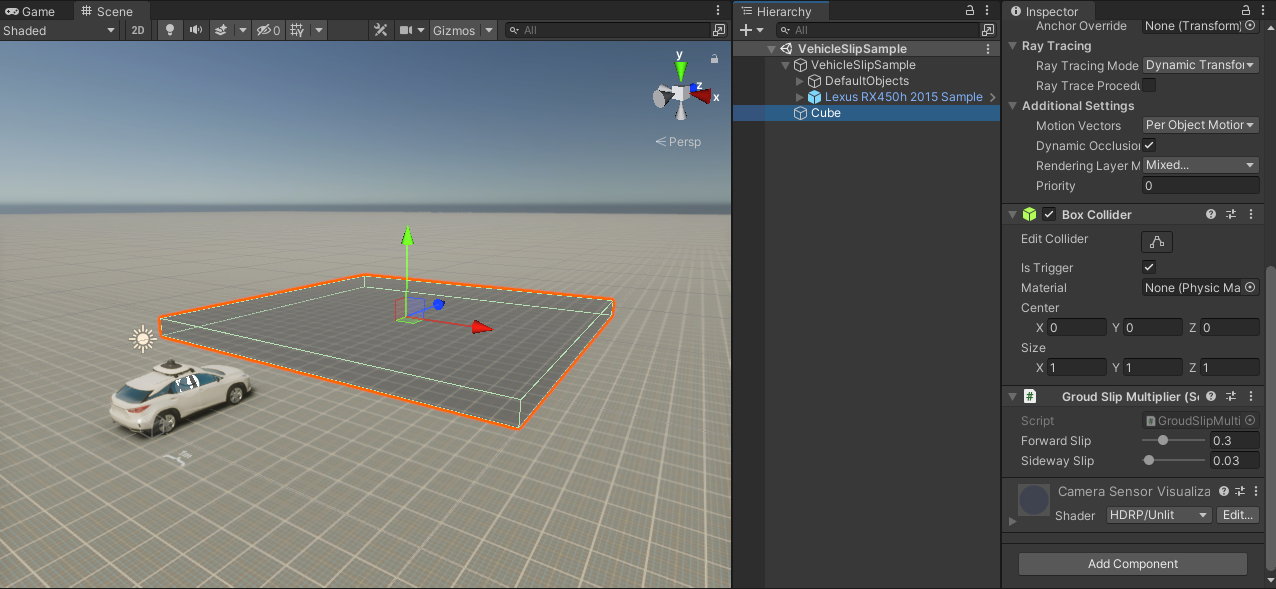 Game
Scene
Shaded
2D
0
Gizmos
All
y
z
x
Persp
Hierarchy
All
VehicleSlipSample
VehicleSlipSample
DefaultObjects
Lexus RX450h 2015 Sample
Cube
Inspector
Anchor Override None (Transform)
Ray Tracing
Ray Tracing Mode Dynamic Transfor
Ray Trace Procedu
Additional Settings
Motion Vectors Per Object Motior
Dynamic Occlusion
Rendering Layer M Mixed...
Priority 0
Box Collider
Edit Collider
Is Trigger
Material None (Physic Ma
Center
X 0 Y 0 Z 0
Size
X 1 Y 1 Z 1
# Groud Slip Multiplier (Sc
Script # GroudSlipMulti
Forward Slip 0.3
Sideway Slip 0.03
Camera Sensor Visualiza
Shader HDRP/Unlit Edit...
Add Component